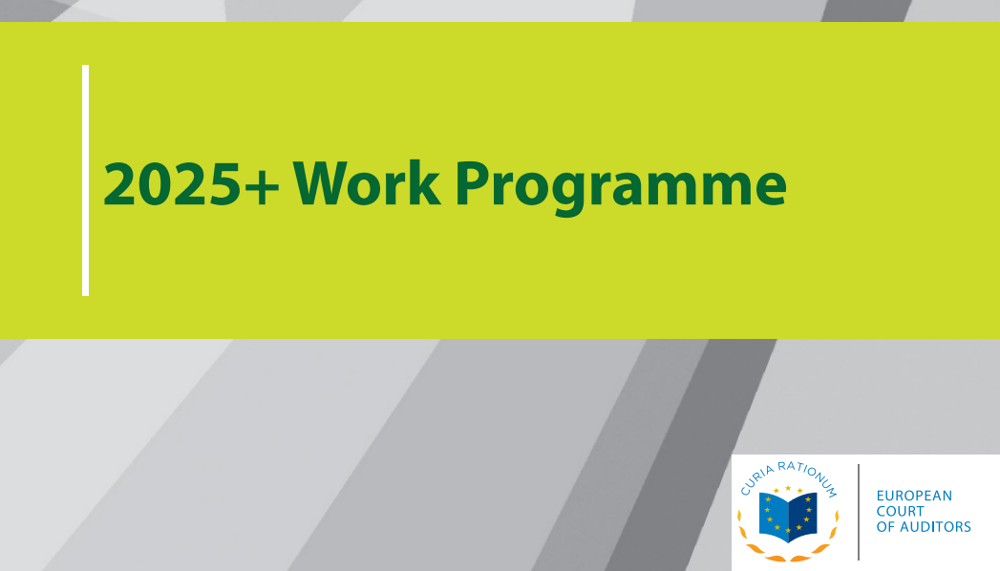 2025+ Work Programme
CURIA RATIONUM
EUROPEAN
COURT
OF AUDITORS